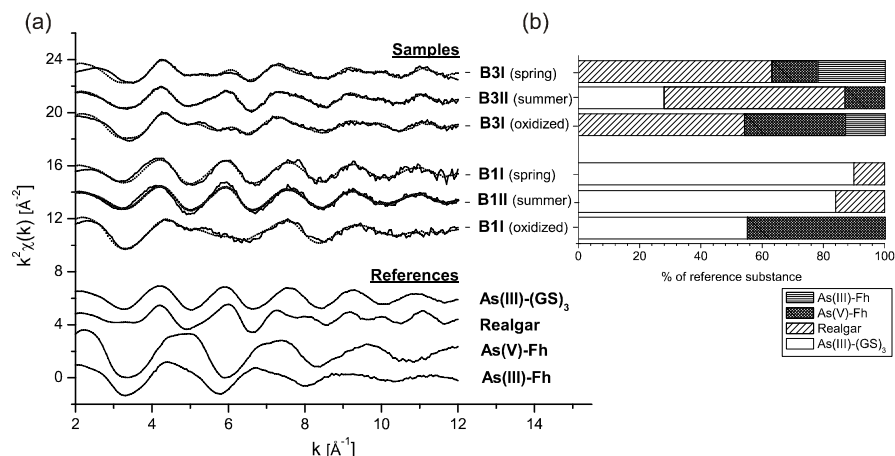 (a)
(b)
Samples
B3I (spring)
B3II (summer)
B3I (oxidized)
B1I (spring)
B1II (summer)
B1I (oxidized)
References
As(III)-(GS)3
Realgar
As(V)-Fh
As(III)-Fh
k²χ(k) [Å⁻²]
24
20
16
12
8
4
0
2 4 6 8 10 12 14
k [Å⁻¹]
0 20 40 60 80 100
% of reference substance
As(III)-Fh
As(V)-Fh
Realgar
As(III)-(GS)3